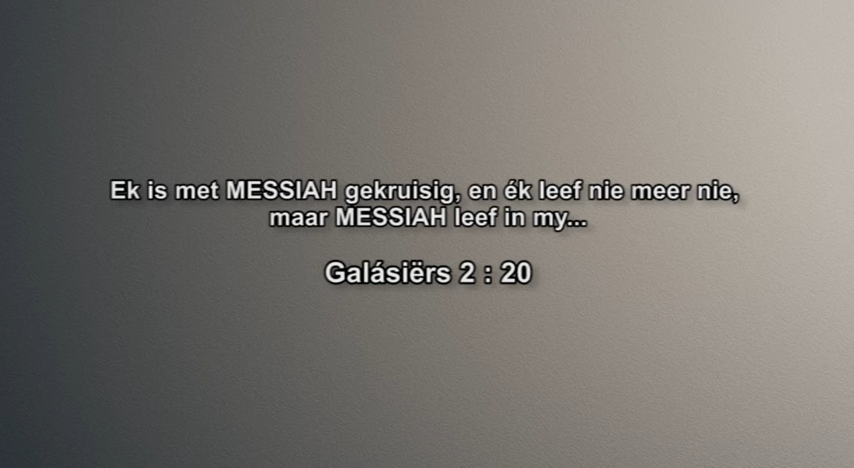 Ek is met MESSIAH gekruisig, en ék leef nie meer nie,
maar MESSIAH leef in my...
Galásiërs 2 : 20